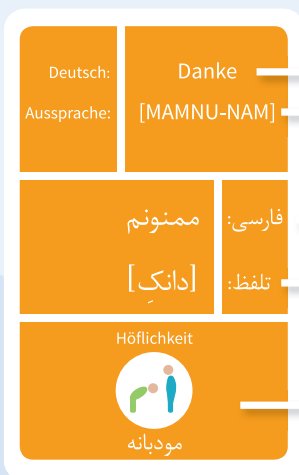 Deutsch: Danke
Aussprache: [MAMNU-NAM]
فارسی: ممنونم
تلفظ: [دانکِ]
Höflichkeit
مودبانه